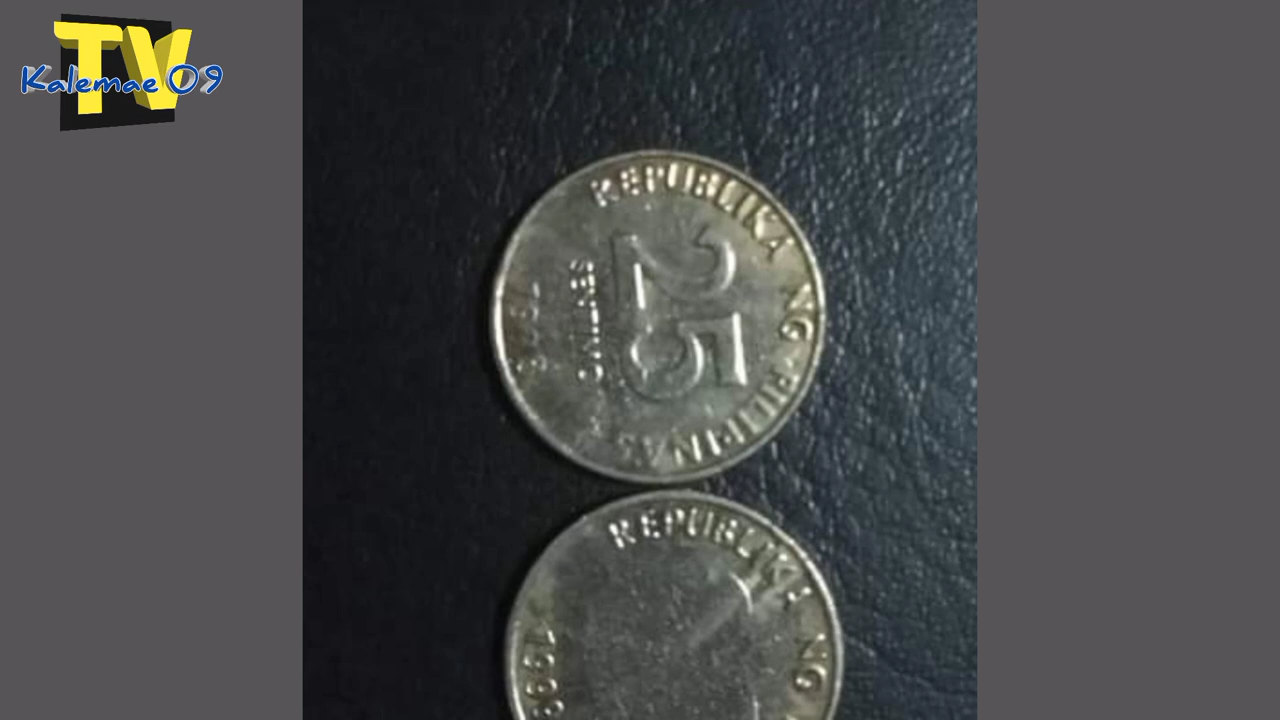 TV
Kalemae 09
REPUBLIKA NG PILIPINAS
25
SENTIMO
REPUBLIKA NG